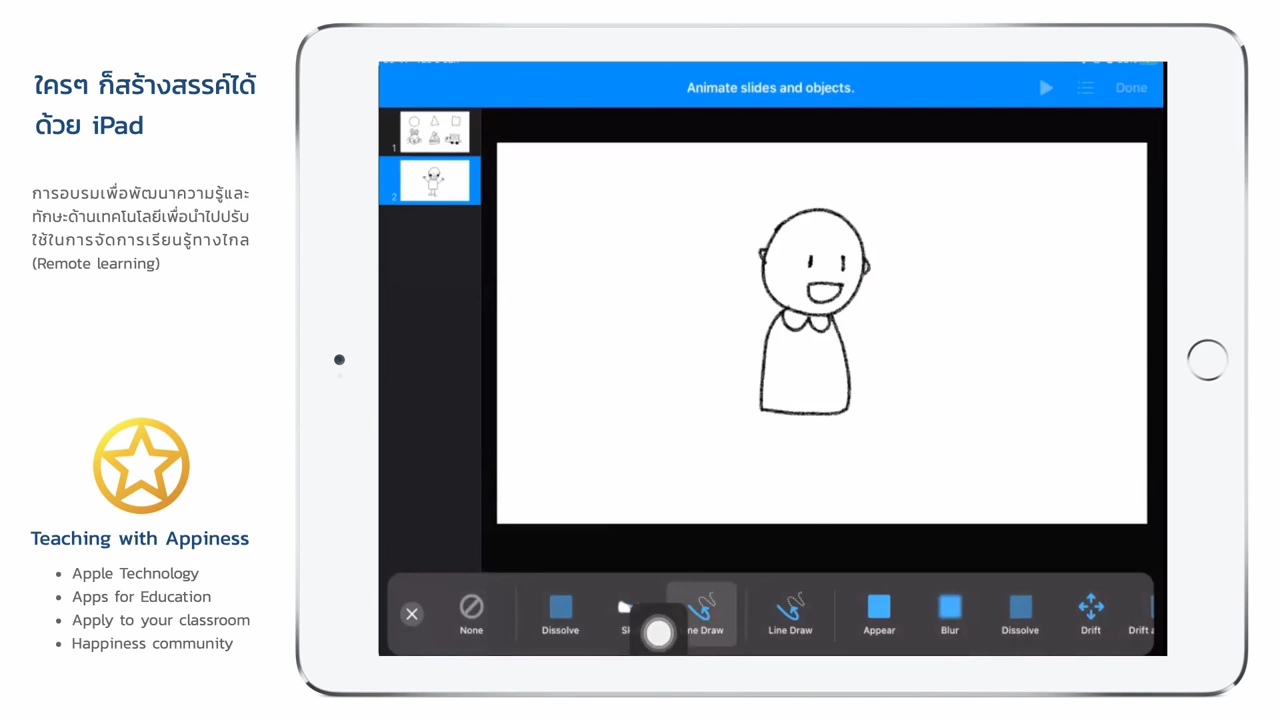 ใครๆ ก็สร้างสรรค์ได้
ด้วย iPad
การอบรมเพื่อพัฒนาความรู้และ
ทักษะด้านเทคโนโลยีเพื่อนำไปปรับ
ใช้ในการจัดการเรียนรู้ทางไกล
(Remote learning)
Teaching with Appiness
Apple Technology
Apps for Education
Apply to your classroom
Happiness community
Animate slides and objects.
Done
1
2
None
Dissolve
Line Draw
Appear
Blur
Dissolve
Drift